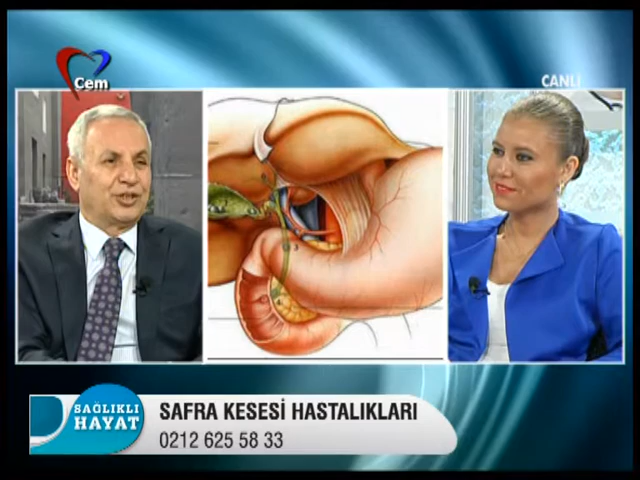 Cem
CANLI
SAĞLIKLI
HAYAT
SAFRA KESESİ HASTALIKLARI
0212 625 58 33